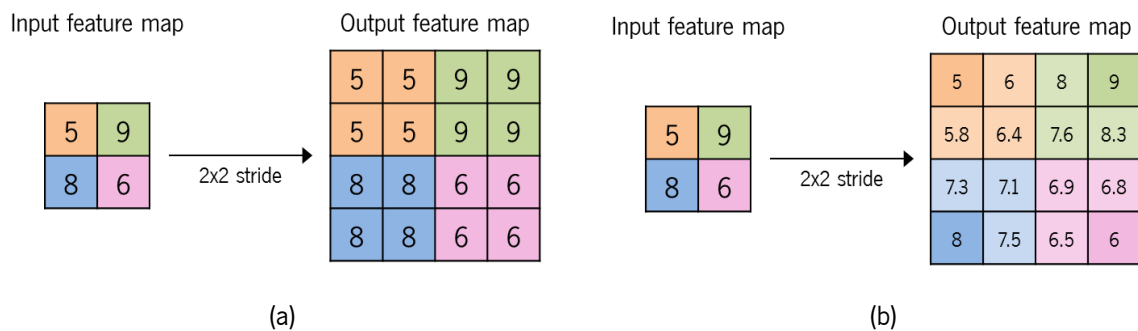 Input feature map
Output feature map
5 5 9 9
5 5 9 9
8 8 6 6
8 8 6 6
5 9
8 6
2x2 stride
(a)
Input feature map
Output feature map
5 6 8 9
5.8 6.4 7.6 8.3
7.3 7.1 6.9 6.8
8 7.5 6.5 6
5 9
8 6
2x2 stride
(b)